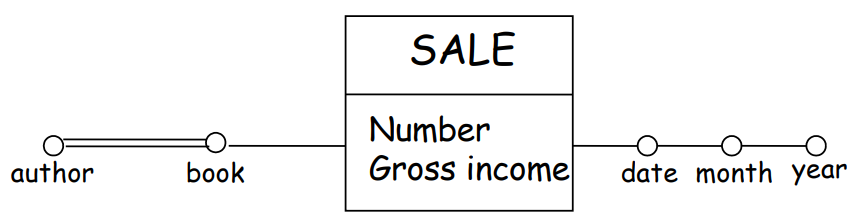 SALE
Number
Gross income
author
book
date
month
year